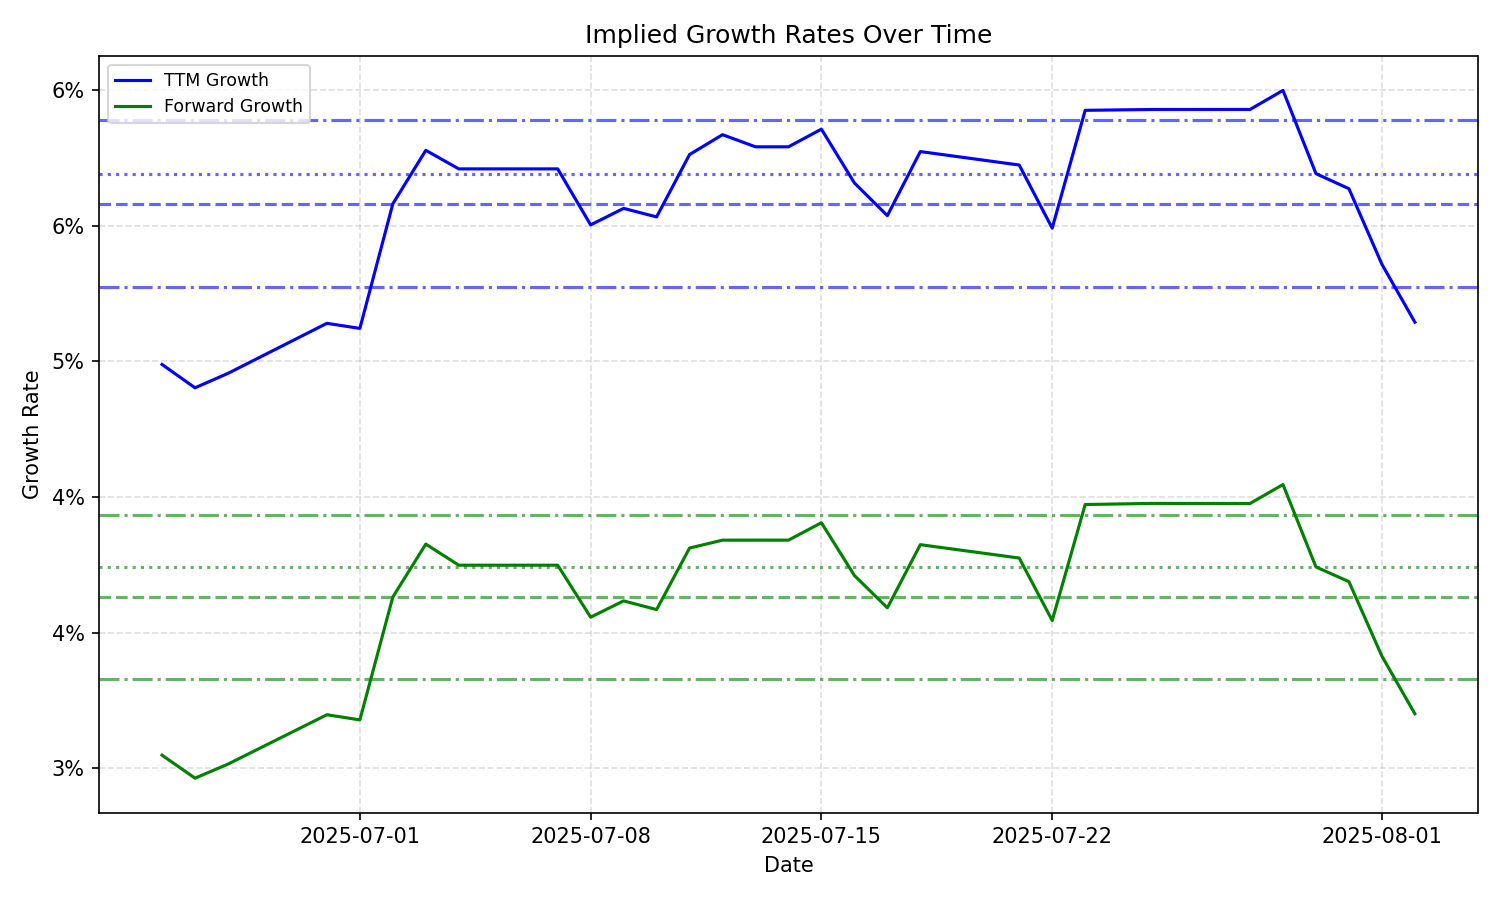 Implied Growth Rates Over Time
TTM Growth
Forward Growth
6%
6%
5%
4%
4%
3%
Growth Rate
2025-07-01
2025-07-08
2025-07-15
2025-07-22
2025-08-01
Date